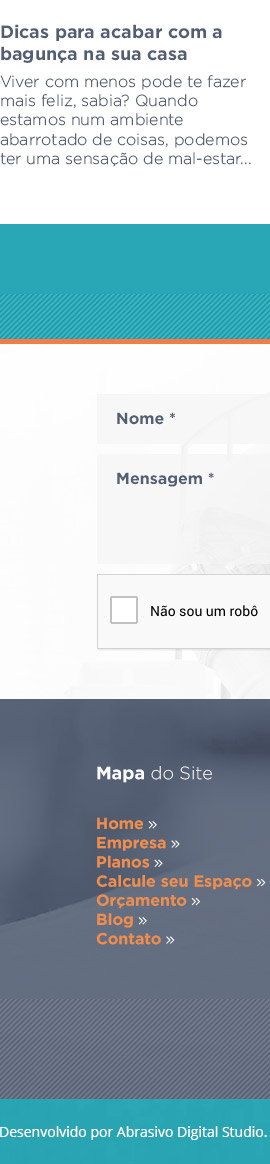 Dicas para acabar com a
bagunça na sua casa
Viver com menos pode te fazer
mais feliz, sabia? Quando
estamos num ambiente
abarrotado de coisas, podemos
ter uma sensação de mal-estar...
Nome *
Mensagem *
Não sou um robô
Mapa do Site
Home »
Empresa »
Planos »
Calcule seu Espaço »
Orçamento »
Blog »
Contato »
Desenvolvido por Abrasivo Digital Studio.